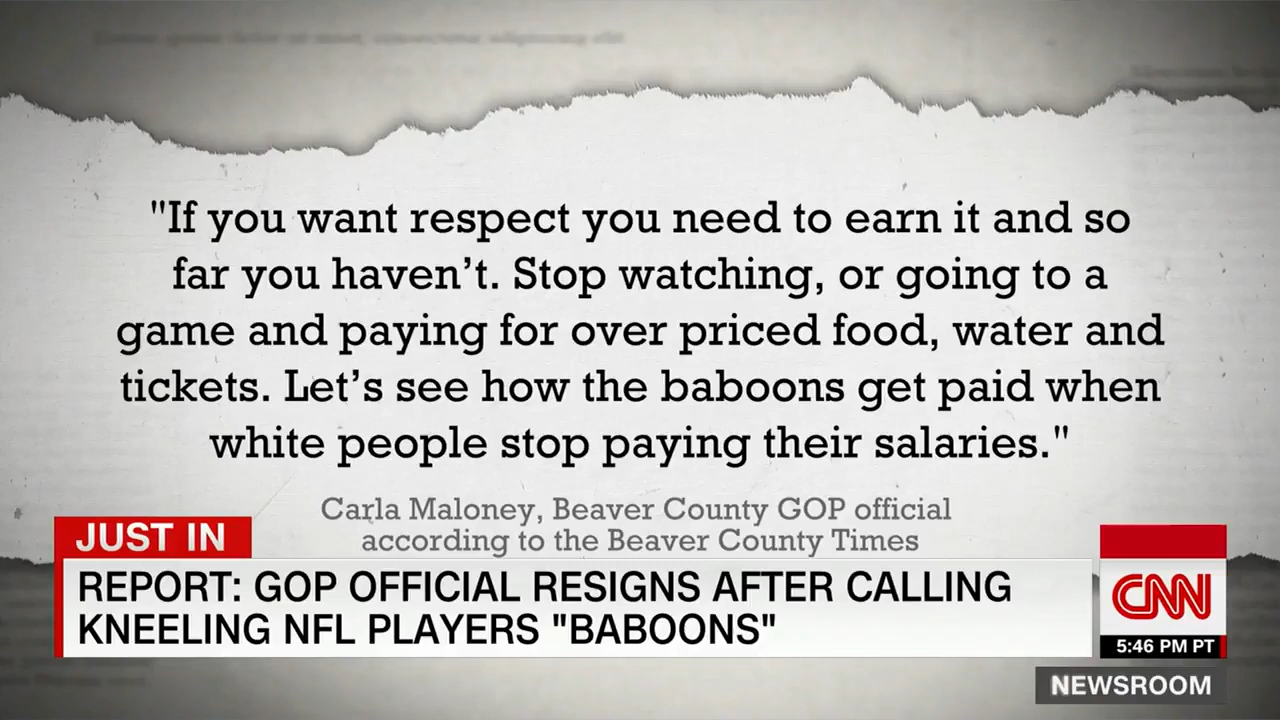 "If you want respect you need to earn it and so
far you haven't. Stop watching, or going to a
game and paying for over priced food, water and
tickets. Let's see how the baboons get paid when
white people stop paying their salaries."
Carla Maloney, Beaver County GOP official
according to the Beaver County Times
JUST IN
REPORT: GOP OFFICIAL RESIGNS AFTER CALLING
KNEELING NFL PLAYERS "BABOONS"
CNN
5:46 PM PT
NEWSROOM